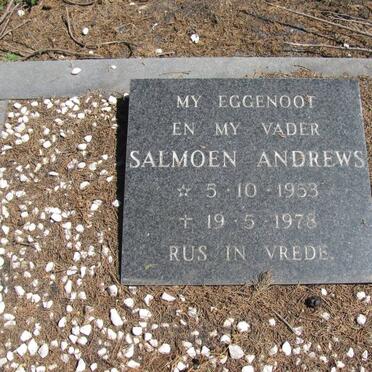 MY EGGENOOT
EN MY VADER
SALMOEN ANDREWS
☆ 5·10·1953
✝ 19·5·1978
RUS IN VREDE.